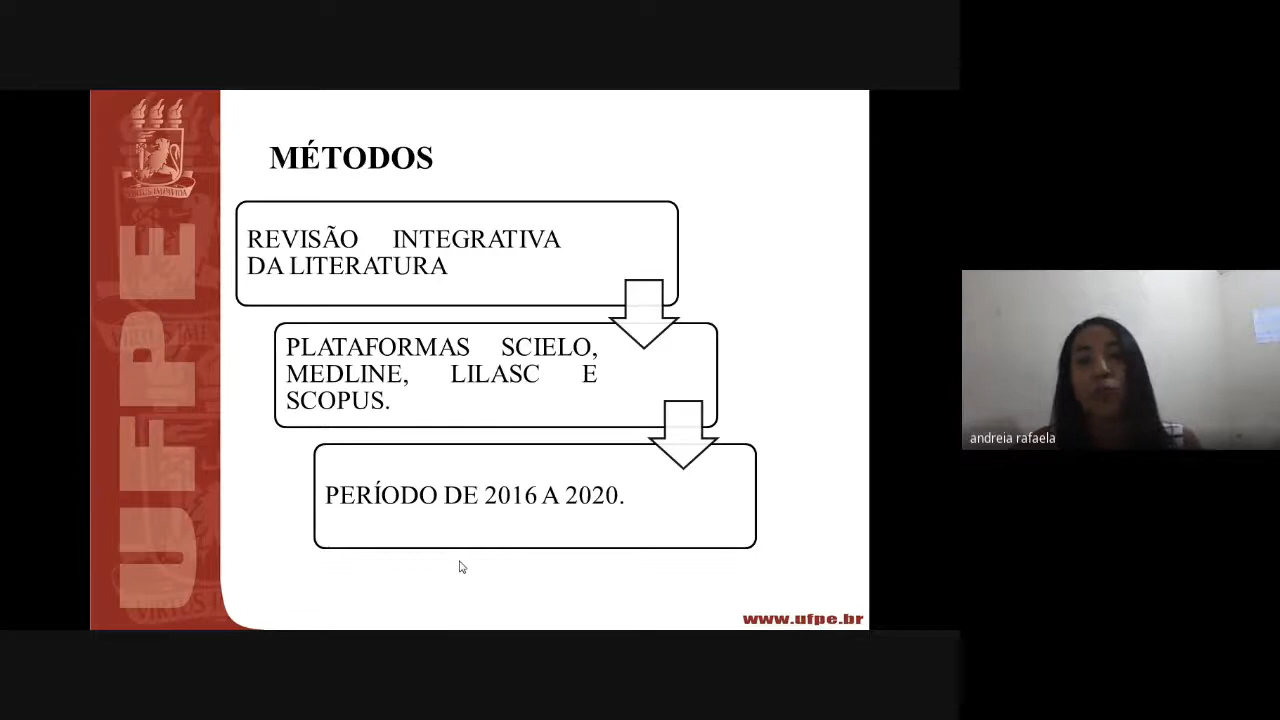 MÉTODOS
REVISÃO INTEGRATIVA
DA LITERATURA
PLATAFORMAS SCIELO,
MEDLINE, LILASC E
SCOPUS.
PERÍODO DE 2016 A 2020.
UFPE
www.ufpe.br
andreia rafaela